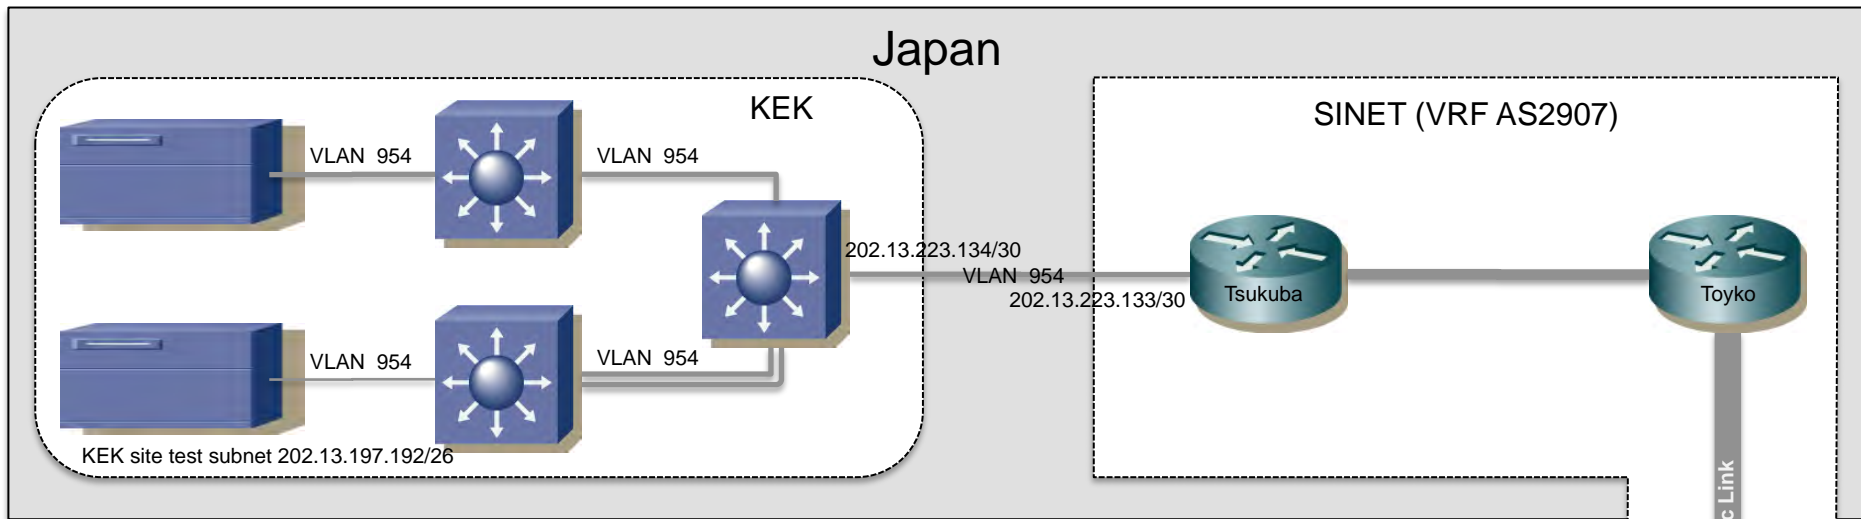 Japan
KEK
SINET (VRF AS2907)
VLAN 954
VLAN 954
202.13.223.134/30
VLAN 954
202.13.223.133/30
Tsukuba
Toyko
VLAN 954
VLAN 954
KEK site test subnet 202.13.197.192/26
Link